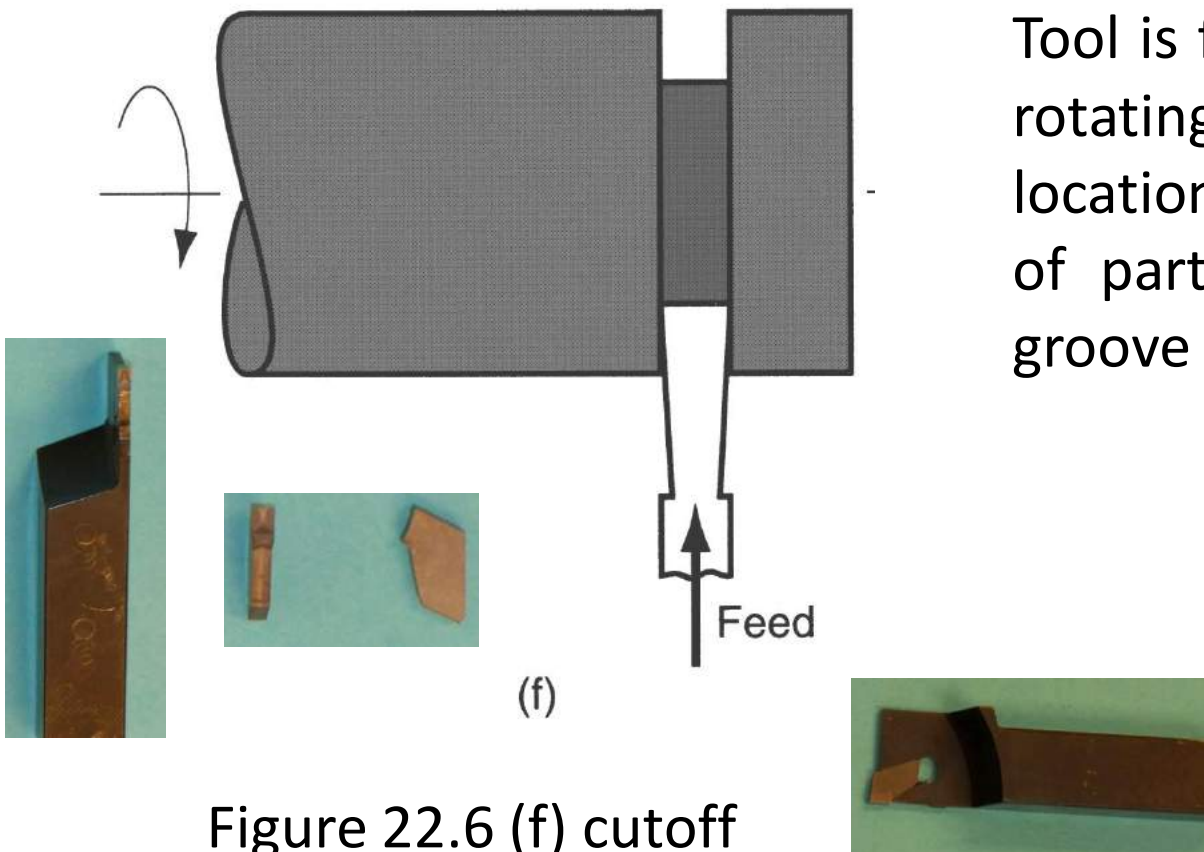 Tool is
rotating
location
of part
groove
Feed
(f)
Figure 22.6 (f) cutoff